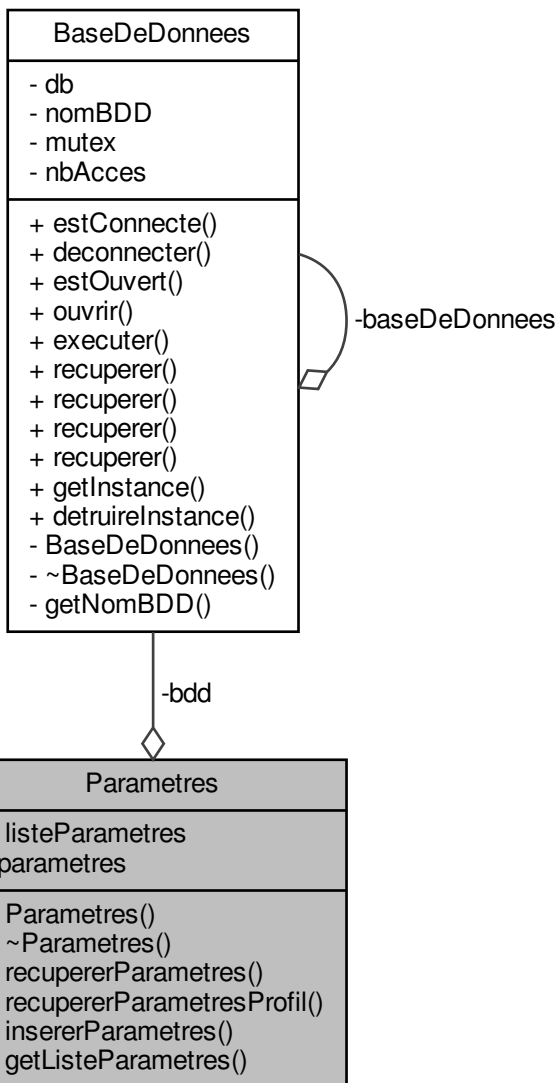 BaseDeDonnees
- db
- nomBDD
- mutex
- nbAcces
+ estConnecte()
+ deconnecter()
+ estOuvert()
+ ouvrir()
+ executer()
+ recuperer()
+ recuperer()
+ recuperer()
+ recuperer()
+ getInstance()
+ detruireInstance()
- BaseDeDonnees()
- ~BaseDeDonnees()
- getNomBDD()
-baseDeDonnees
-bdd
Parametres
listeParametres
parametres
Parametres()
~Parametres()
recupererParametres()
recupererParametresProfil()
insererParametres()
getListeParametres()